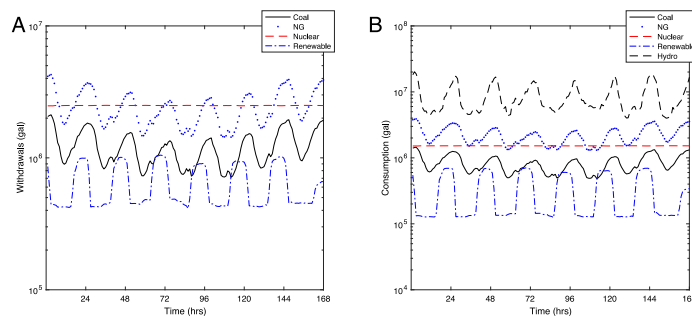 A
10^7
10^6
10^5
Withdrawals (gal)
24 48 72 96 120 144 168
Time (hrs)
Coal
NG
Nuclear
Renewable
B
10^8
10^7
10^6
10^5
10^4
Consumption (gal)
24 48 72 96 120 144 168
Time (hrs)
Coal
NG
Nuclear
Renewable
Hydro